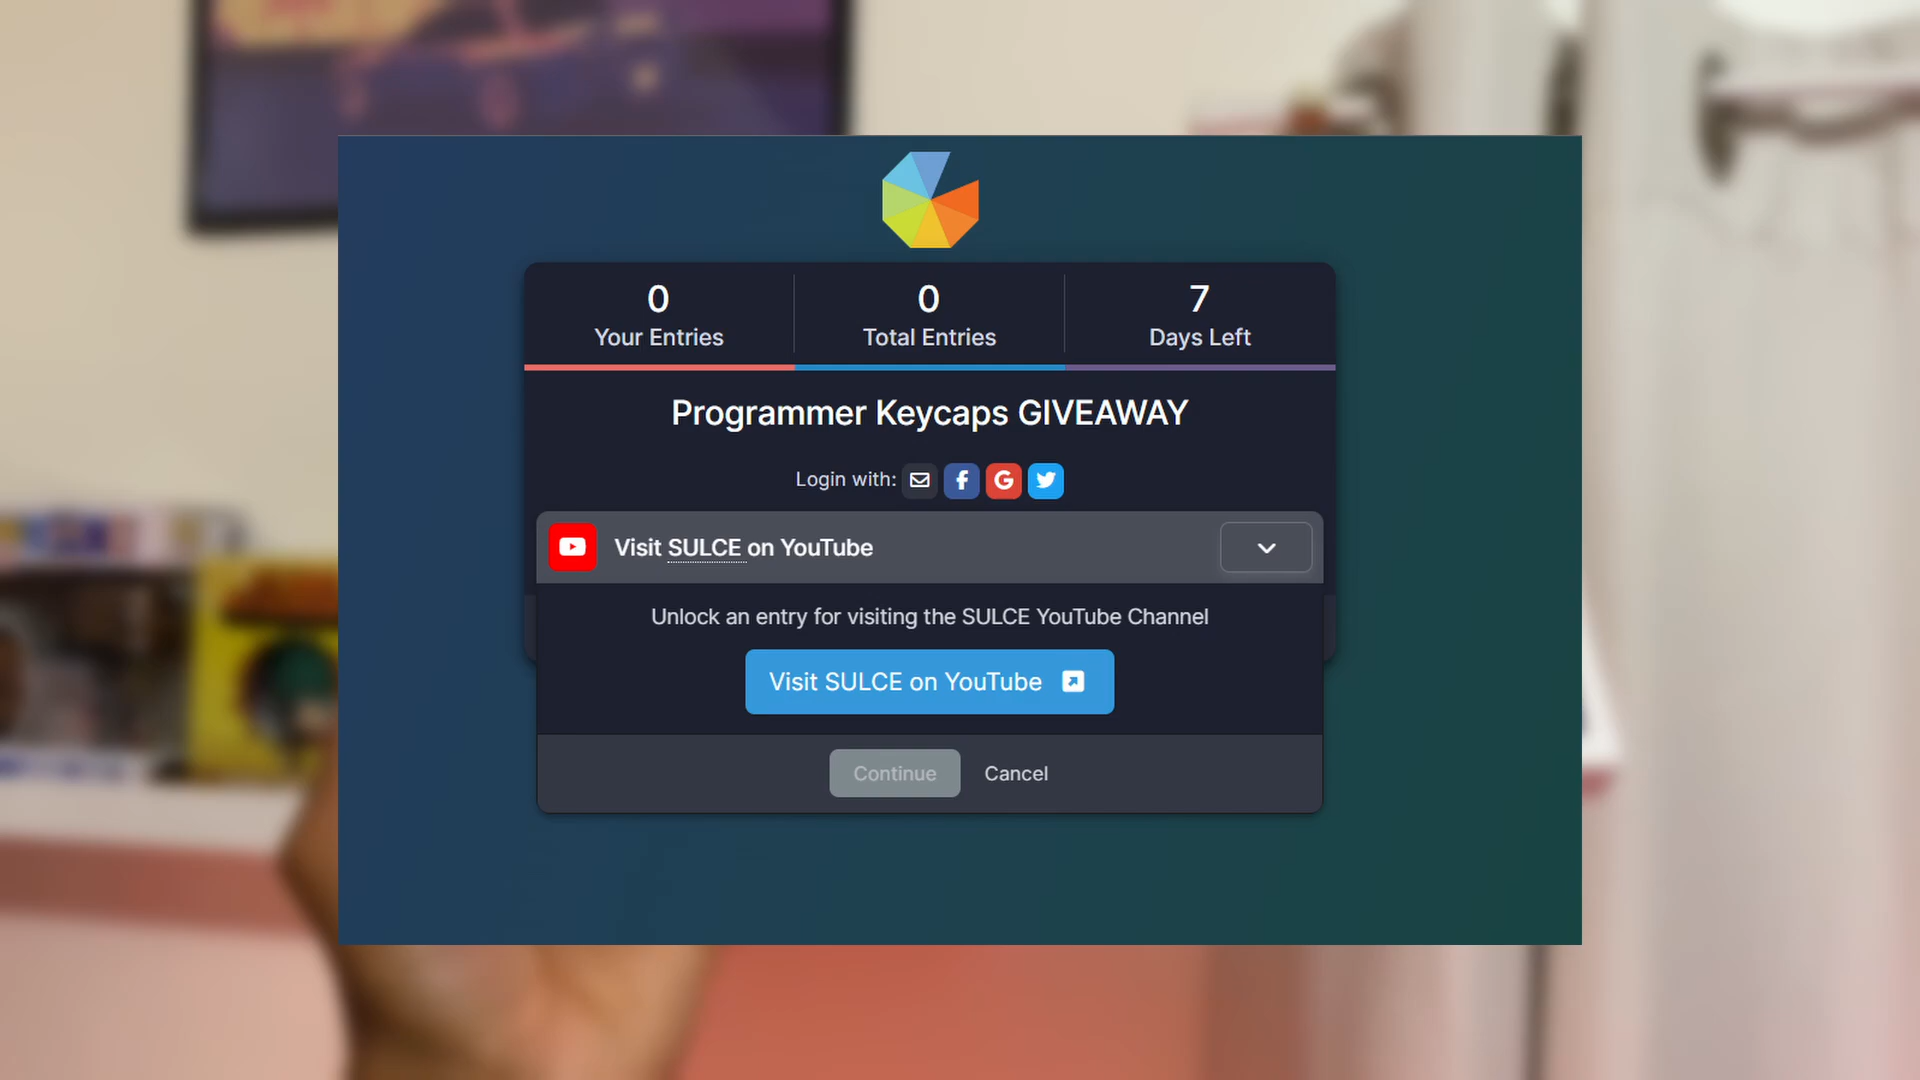 0
Your Entries
0
Total Entries
7
Days Left
Programmer Keycaps GIVEAWAY
Login with:
Visit SULCE on YouTube
Unlock an entry for visiting the SULCE YouTube Channel
Visit SULCE on YouTube
Continue
Cancel